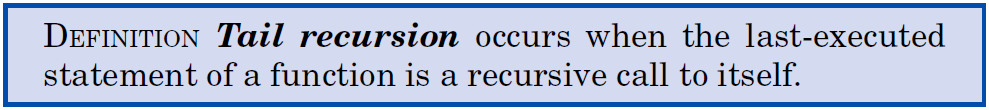 DEFINITION Tail recursion occurs when the last-executed
statement of a function is a recursive call to itself.